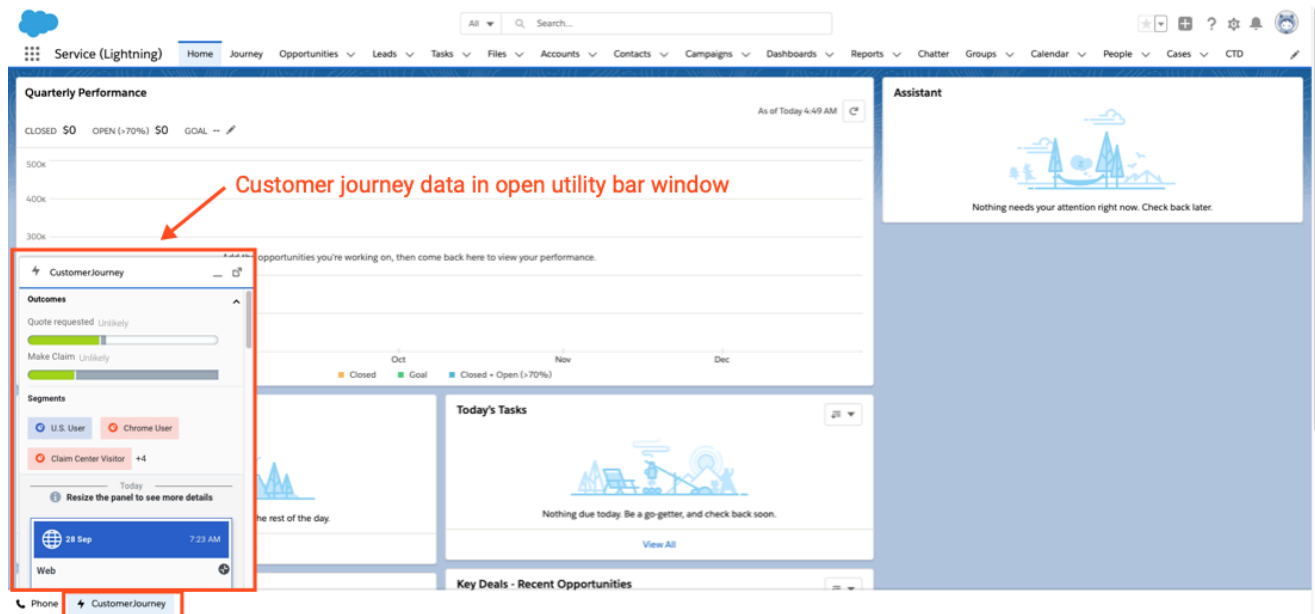 All
Search...
Service (Lightning)
Home
Journey
Opportunities
Leads
Tasks
Files
Accounts
Contacts
Campaigns
Dashboards
Reports
Chatter
Groups
Calendar
People
Cases
CTD
Quarterly Performance
As of Today 4:49 AM
CLOSED $0 OPEN (>70%) $0 GOAL --
500K
400K
300K
Customer journey data in open utility bar window
opportunities you're working on, then come back here to view your performance.
Oct
Nov
Dec
Closed
Goal
Closed + Open (>70%)
Assistant
Nothing needs your attention right now. Check back later.
CustomerJourney
Outcomes
Quote requested Unlikely
Make Claim Unlikely
Segments
U.S. User
Chrome User
Claim Center Visitor
+4
Today
Resize the panel to see more details
28 Sep
7:23 AM
Web
he rest of the day.
Today's Tasks
Nothing due today. Be a go-getter, and check back soon.
View All
Key Deals - Recent Opportunities
Phone
CustomerJourney